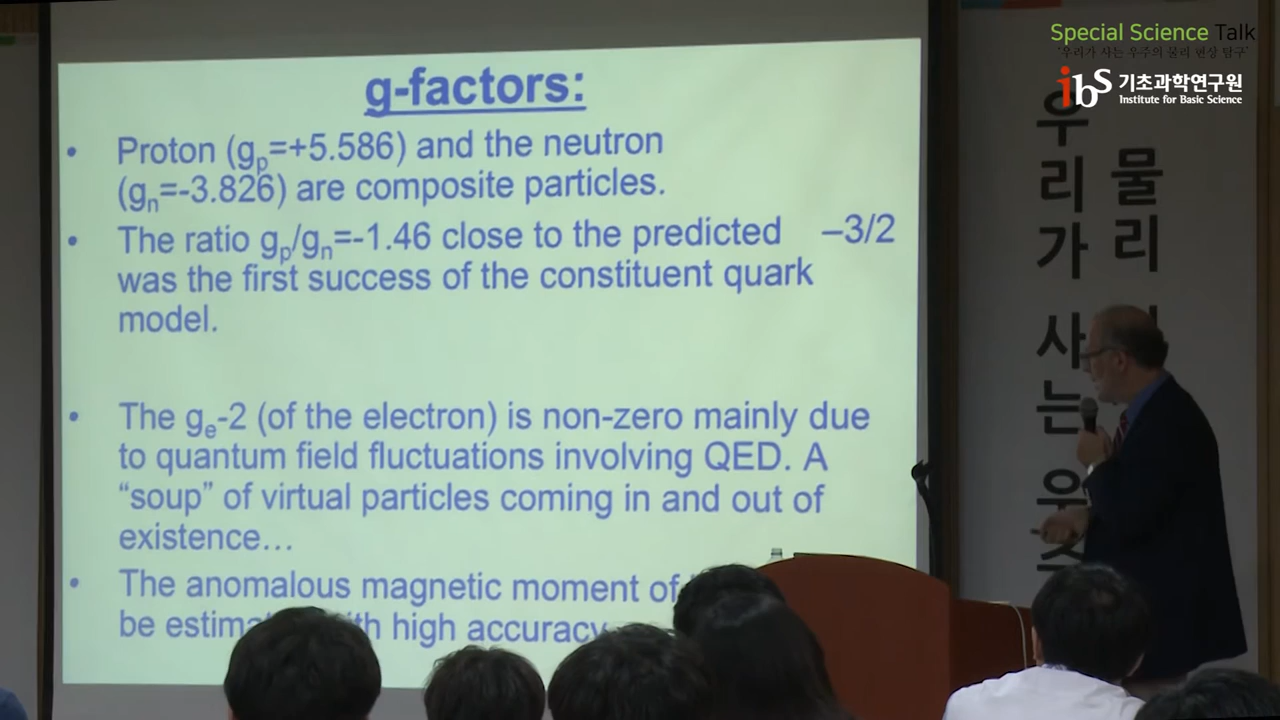 Special Science Talk
'우리가 사는 우주의 물리 현상 탐구'
ibs 기초과학연구원
Institute for Basic Science
g-factors:
• Proton (gp=+5.586) and the neutron
(gn=-3.826) are composite particles.
• The ratio gp/gn=-1.46 close to the predicted –3/2
was the first success of the constituent quark
model.
• The ge-2 (of the electron) is non-zero mainly due
to quantum field fluctuations involving QED. A
“soup” of virtual particles coming in and out of
existence…
• The anomalous magnetic moment of
be with high accuracy
우리가 사는
물리